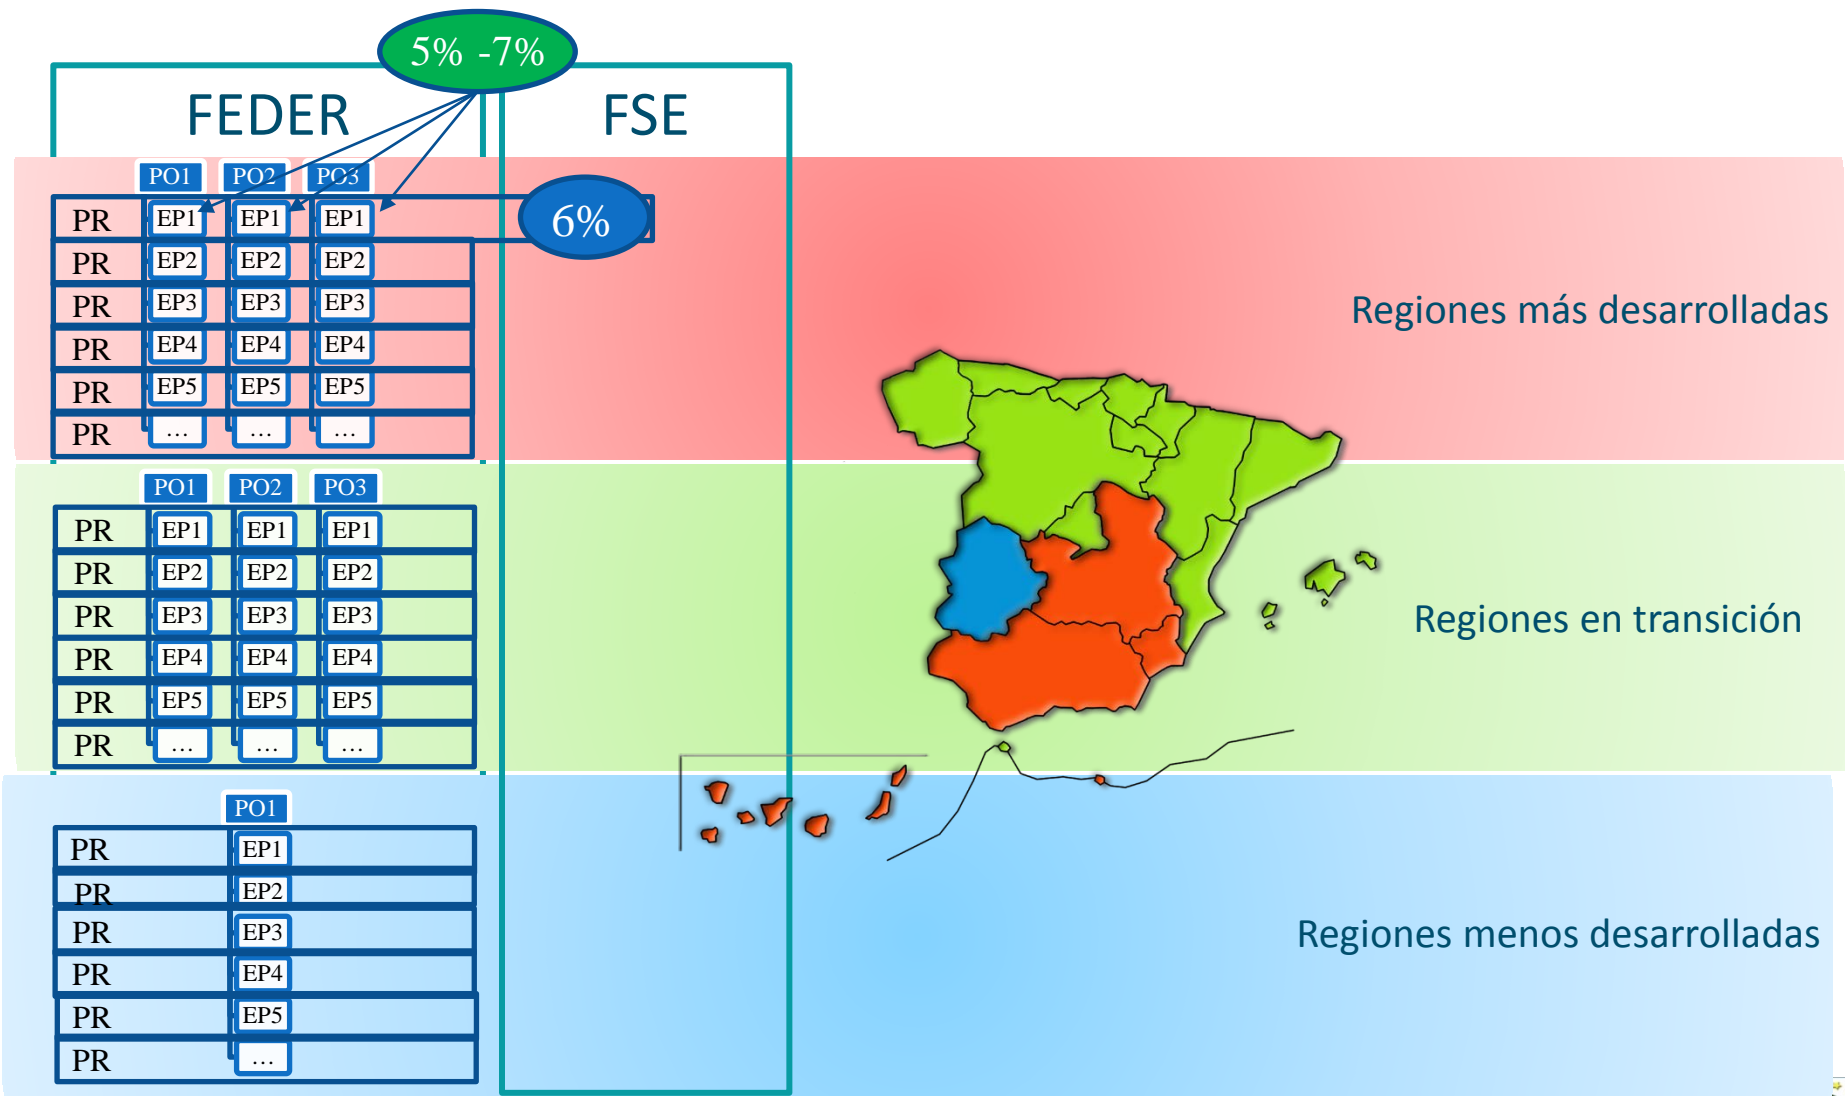 5% -7%
FEDER
FSE
PO1 PO2 PO3
PR EP1 EP1 EP1 6%
PR EP2 EP2 EP2
PR EP3 EP3 EP3
Regiones más desarrolladas
PR EP4 EP4 EP4
PR EP5 EP5 EP5
PR ... ... ...
PO1 PO2 PO3
PR EP1 EP1 EP1
PR EP2 EP2 EP2
PR EP3 EP3 EP3
Regiones en transición
PR EP4 EP4 EP4
PR EP5 EP5 EP5
PR ... ... ...
PO1
PR EP1
PR EP2
PR EP3
Regiones menos desarrolladas
PR EP4
PR EP5
PR ...